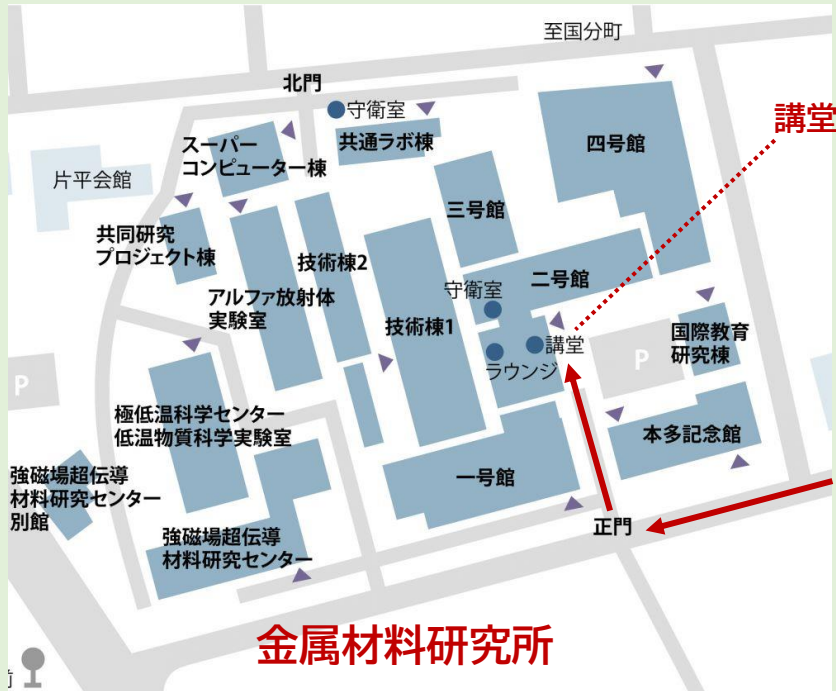 至国分町
北門
守衛室
講堂
スーパー
コンピューター棟
共通ラボ棟
四号館
片平会館
三号館
共同研究
プロジェクト棟
技術棟2
二号館
アルファ放射体
実験室
守衛室
技術棟1
講堂
ラウンジ
国際教育
研究棟
P
P
極低温科学センター
低温物質科学実験室
本多記念館
一号館
強磁場超伝導
材料研究センター
別館
正門
強磁場超伝導
材料研究センター
金属材料研究所